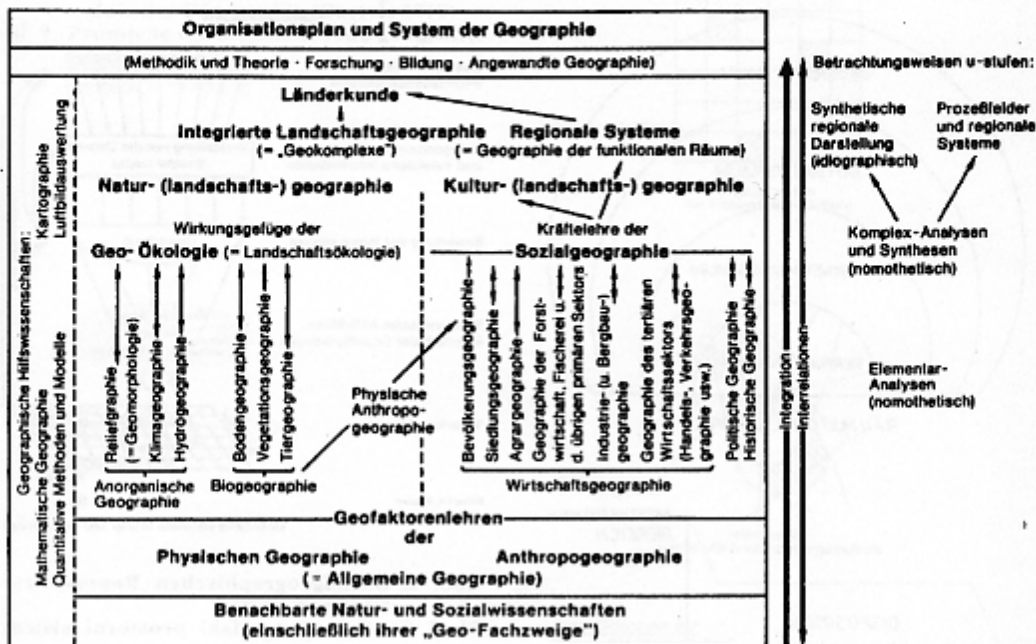 Organisationsplan und System der Geographie
(Methodik und Theorie · Forschung · Bildung · Angewandte Geographie)
Länderkunde
Integrierte Landschaftsgeographie
(= „Geokomplexe")
Regionale Systeme
(= Geographie der funktionalen Räume)
Natur- (landschafts-) geographie
Kultur- (landschafts-) geographie
Wirkungsgefüge der
Geo-Ökologie (= Landschaftsökologie)
Kräftelehre der
Sozialgeographie
Reliefgeographie
(= Geomorphologie)
Klimageographie
Hydrogeographie
Bodengeographie
Vegetationsgeographie
Tiergeographie
Physische
Anthropo-
geographie
Bevölkerungsgeographie
Siedlungsgeographie
Agrargeographie
Geographie der Forst-
wirtschaft, Fischerei u.
d. übrigen primären Sektors
Industrie- (u. Bergbau-)
geographie
Geographie des tertiären
Wirtschaftssektors
(Handels-, Verkehrsgeo-
graphie usw.)
Politische Geographie
Historische Geographie
Anorganische
Geographie
Biogeographie
Wirtschaftsgeographie
Geofaktorenlehren
der
Physischen Geographie
Anthropogeographie
(= Allgemeine Geographie)
Benachbarte Natur- und Sozialwissenschaften
(einschließlich ihrer „Geo-Fachzweige")
Geographische Hilfswissenschaften:
Kartographie
Luftbildauswertung
Mathematische Geographie
Quantitative Methoden und Modelle
Integration
Interrelationen
Betrachtungsweisen u-stufen:
Synthetische
regionale
Darstellung
(idiographisch)
Prozeßfelder
und regionale
Systeme
Komplex-Analysen
und Synthesen
(nomothetisch)
Elementar-
Analysen
(nomothetisch)